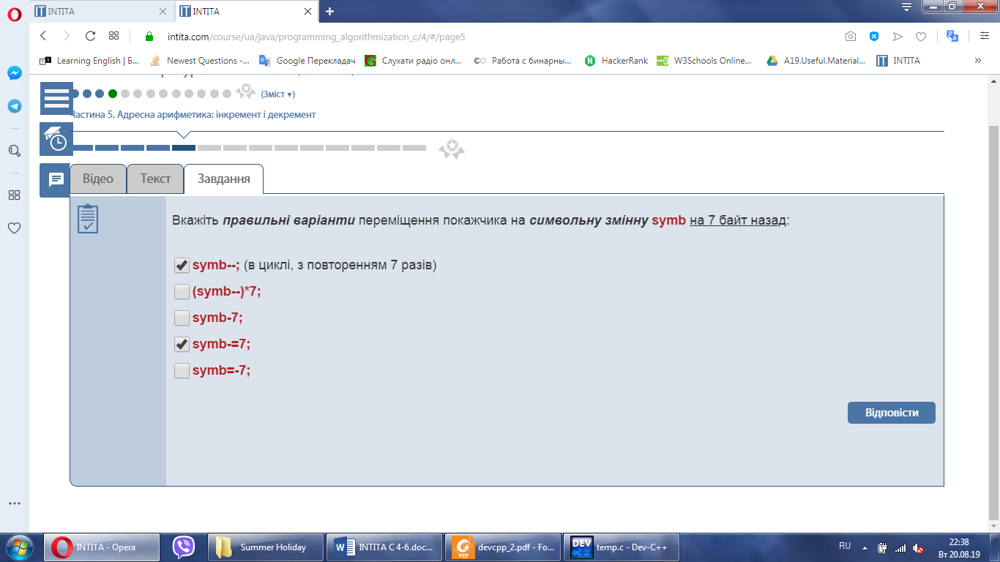 INTITA
INTITA
intita.com/course/ua/java/programming_algorithmization_c/4/#/page5
Learning English | Б...
Newest Questions -...
Google Перекладач
Слухати радіо онл...
Работа с бинарны...
HackerRank
W3Schools Online...
A19.Useful.Material...
INTITA
»
(Зміст ▾)
Частина 5. Адресна арифметика: інкремент і декремент
Відео
Текст
Завдання
Вкажіть правильні варіанти переміщення покажчика на символьну змінну symb на 7 байт назад:
symb--; (в циклі, з повторенням 7 разів)
(symb--)*7;
symb-7;
symb-=7;
symb=-7;
Відповісти
INTITA - Opera
Summer Holiday
INTITA C 4-6.doc...
devcpp_2.pdf - Fo...
temp.c - Dev-C++
RU
22:38
Вт 20.08.19